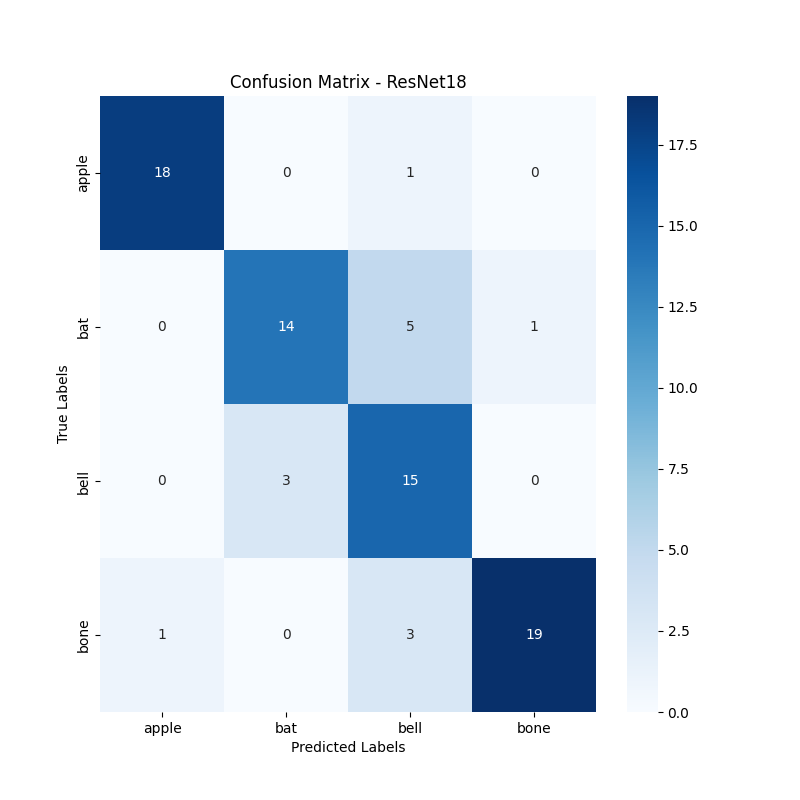 Confusion Matrix - ResNet18
apple 18 0 1 0
bat 0 14 5 1
bell 0 3 15 0
bone 1 0 3 19
apple bat bell bone
Predicted Labels
True Labels
17.5
15.0
12.5
10.0
7.5
5.0
2.5
0.0